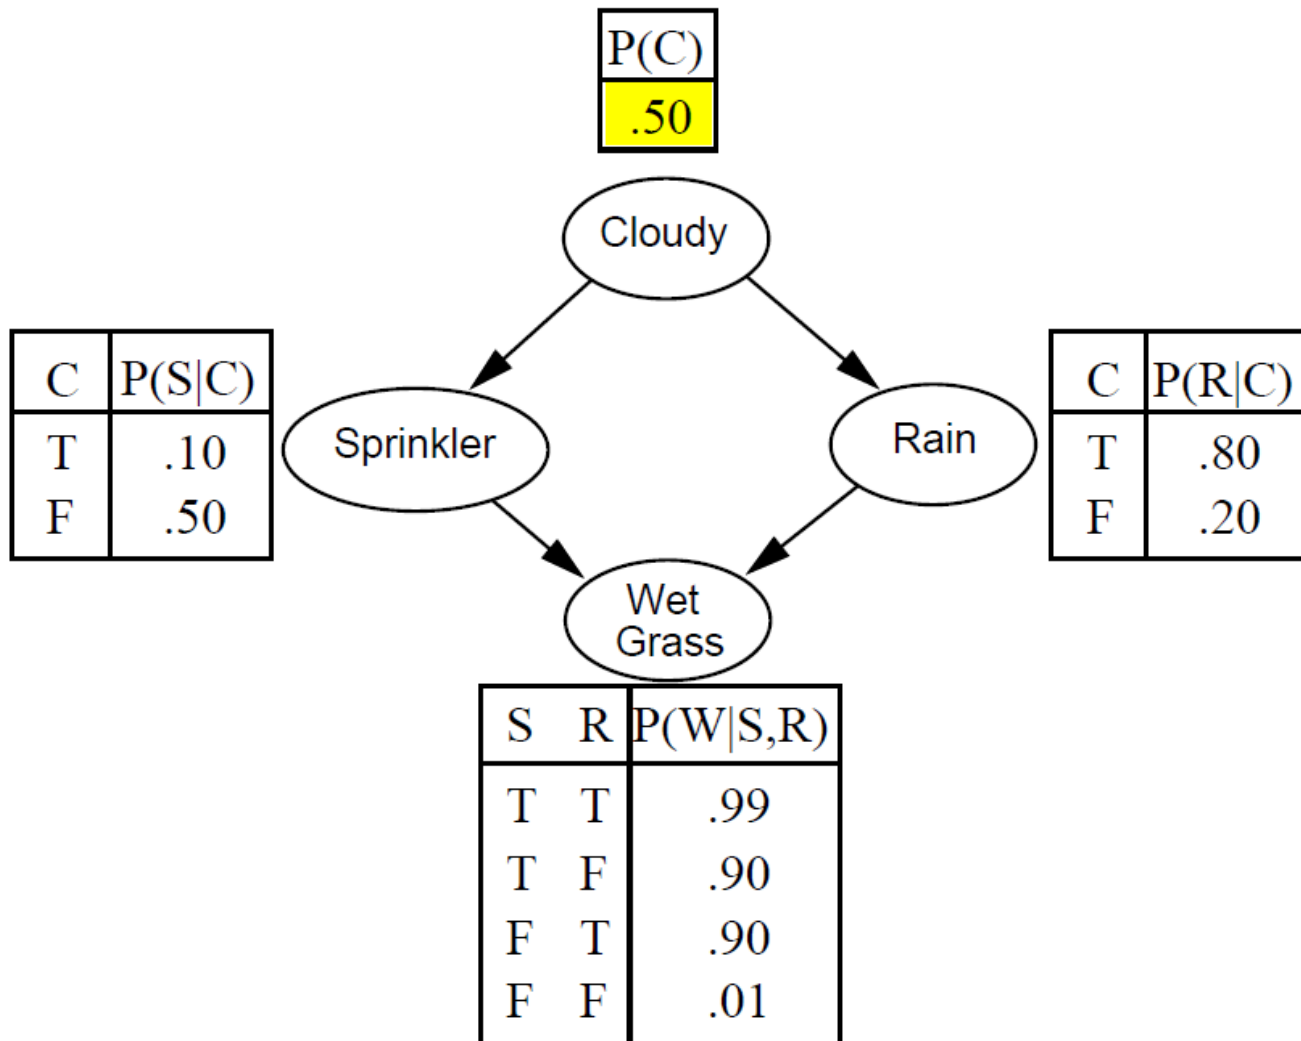 P(C)
.50
Cloudy
C P(S|C)
T .10
F .50
Sprinkler
Rain
C P(R|C)
T .80
F .20
Wet
Grass
S R P(W|S,R)
T T .99
T F .90
F T .90
F F .01